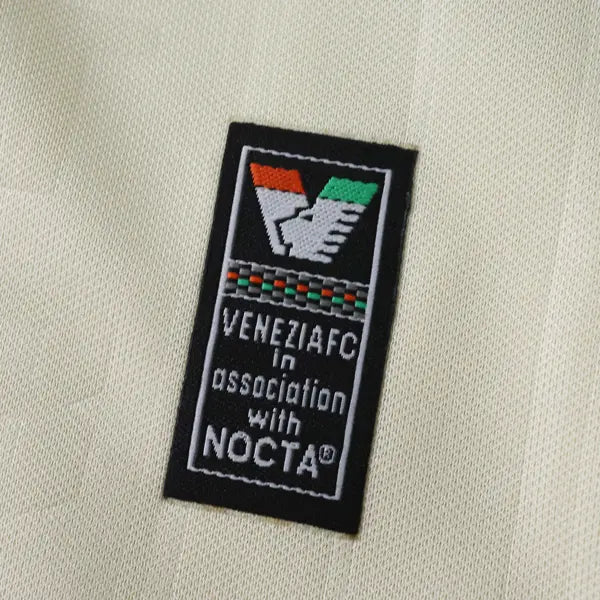 VENEZIAFC
in
association
with
NOCTA®